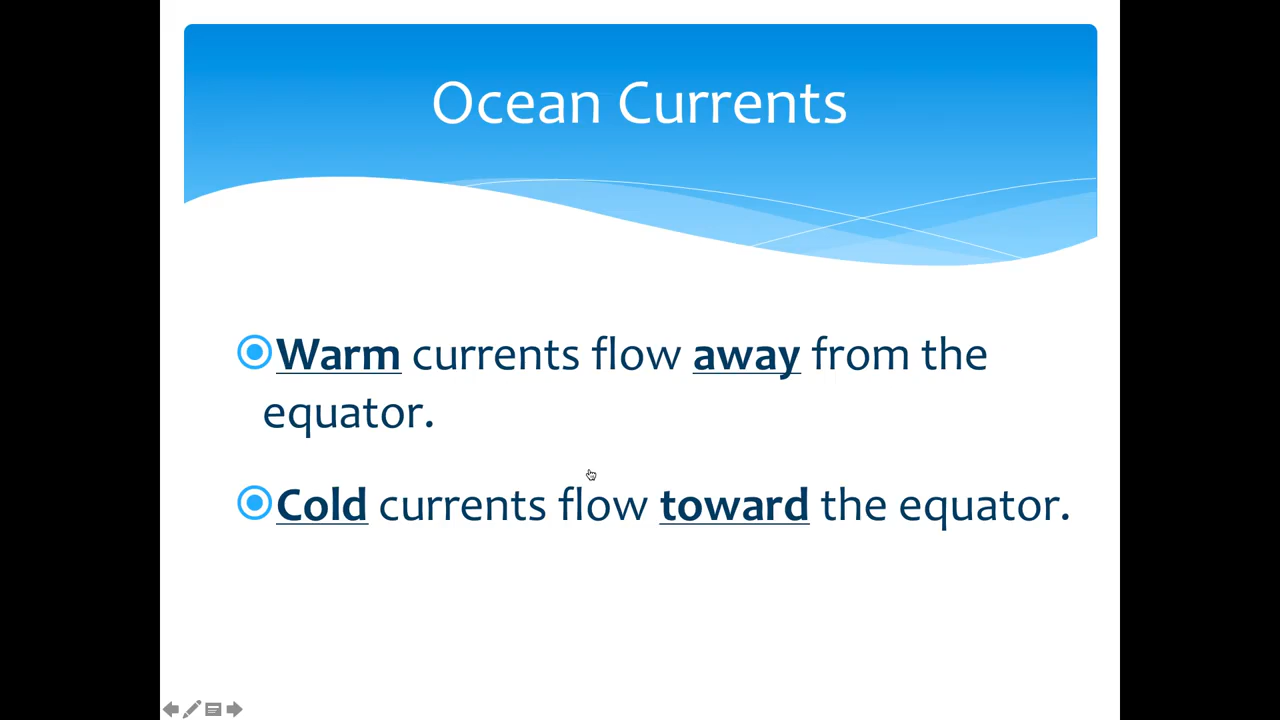 Ocean Currents
Warm currents flow away from the
equator.
Cold currents flow toward the equator.